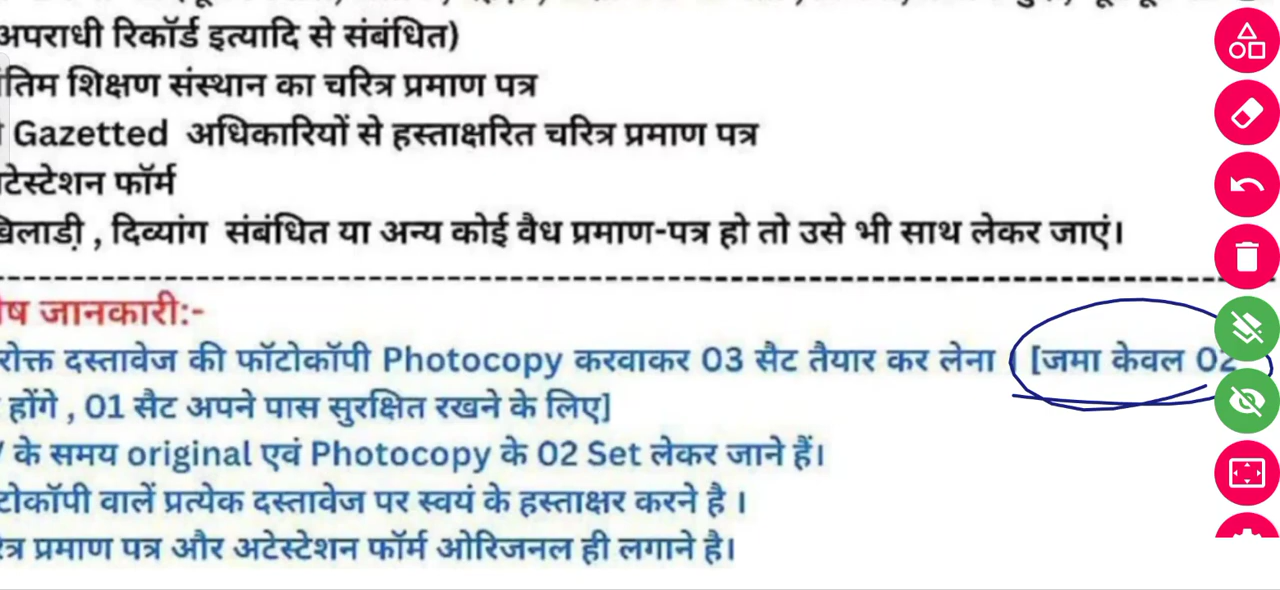 अपराधी रिकॉर्ड इत्यादि से संबंधित)
शिक्षण संस्थान का चरित्र प्रमाण पत्र
Gazetted अधिकारियों से हस्ताक्षरित चरित्र प्रमाण पत्र
टेस्टेशन फॉर्म
, दिव्यांग संबंधित या अन्य कोई वैध प्रमाण-पत्र हो तो उसे भी साथ लेकर जाएं।
जानकारी:-
दस्तावेज की फॉटोकॉपी Photocopy करवाकर 03 सैट तैयार कर लेना । [जमा केवल 02
होंगे , 01 सैट अपने पास सुरक्षित रखने के लिए]
के समय original एवं Photocopy के 02 Set लेकर जाने हैं।
टोकॉपी वालें प्रत्येक दस्तावेज पर स्वयं के हस्ताक्षर करने है ।
प्रमाण पत्र और अटेस्टेशन फॉर्म ओरिजनल ही लगाने है।